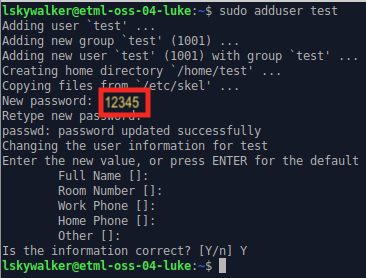 lskywalker@etml-oss-04-luke:~$ sudo adduser test
Adding user `test' ...
Adding new group `test' (1001) ...
Adding new user `test' (1001) with group `test' ...
Creating home directory `/home/test' ...
Copying files from `/etc/skel' ...
New password: 12345
Retype new password:
passwd: password updated successfully
Changing the user information for test
Enter the new value, or press ENTER for the default
Full Name []:
Room Number []:
Work Phone []:
Home Phone []:
Other []:
Is the information correct? [Y/n] Y
lskywalker@etml-oss-04-luke:~$